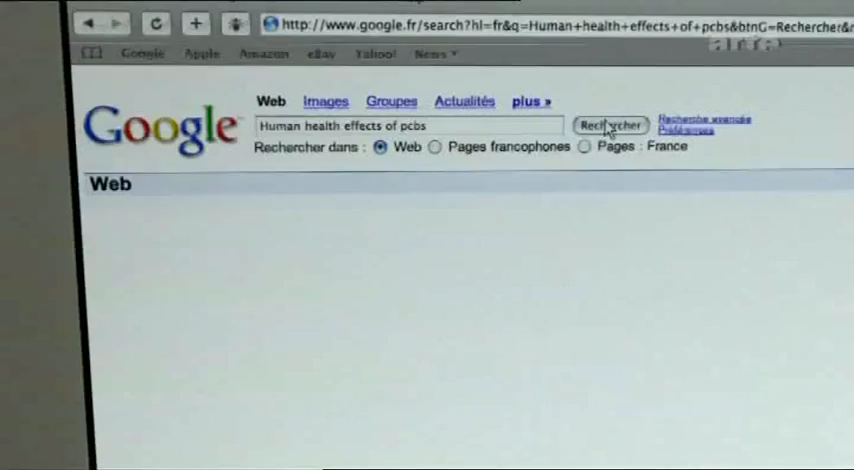 http://www.google.fr/search?hl=fr&q=Human+health+effects+of+pcbs&btnG=Rechercher&
arte
Google Apple Amazon eBay Yahoo! News
Web Images Groupes Actualités plus »
Google
Human health effects of pcbs Rechercher Recherche avancée
Préférences
Rechercher dans : Web Pages francophones Pages : France
Web